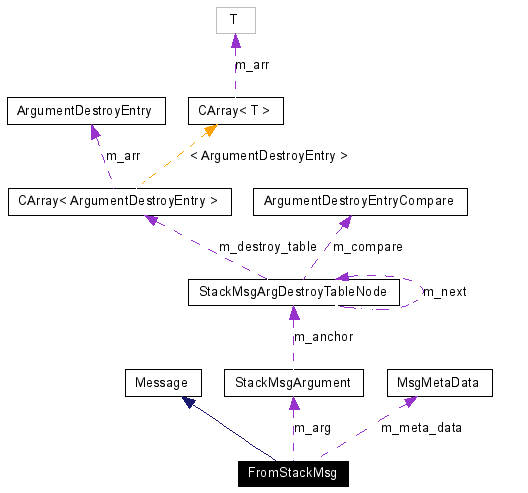 T
m_arr
ArgumentDestroyEntry
CArray< T >
m_arr
< ArgumentDestroyEntry >
CArray< ArgumentDestroyEntry >
ArgumentDestroyEntryCompare
m_destroy_table
m_compare
StackMsgArgDestroyTableNode
m_next
m_anchor
Message
StackMsgArgument
MsgMetaData
m_arg
m_meta_data
FromStackMsg